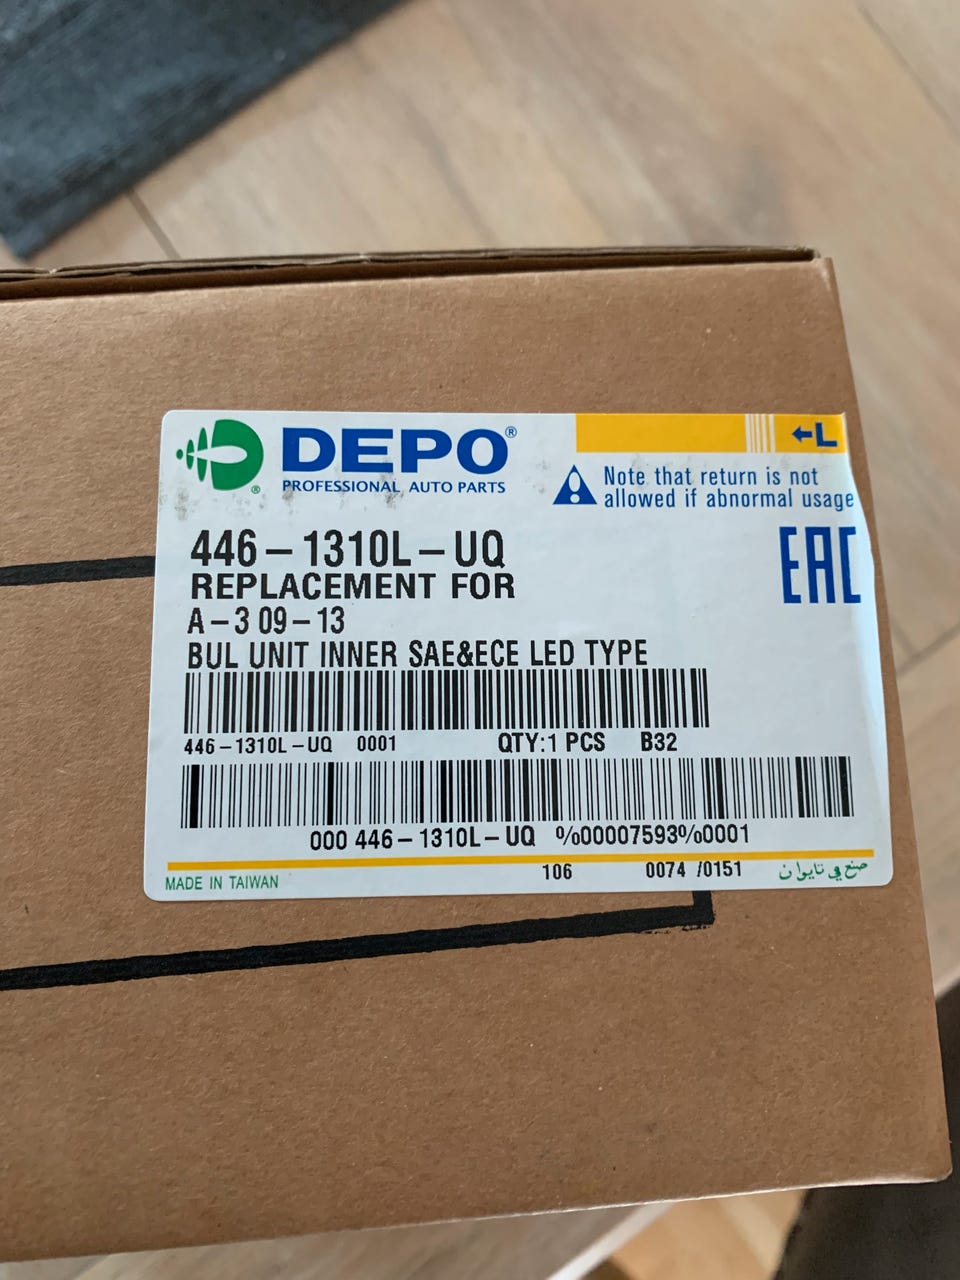 DEPO®
PROFESSIONAL AUTO PARTS
←L
Note that return is not
allowed if abnormal usage
EAC
446-1310L-UQ
REPLACEMENT FOR
A-3 09-13
BUL UNIT INNER SAE&ECE LED TYPE
446-1310L-UQ 0001 QTY:1 PCS B32
000 446-1310L-UQ %00007593%0001
MADE IN TAIWAN 106 0074 /0151 صنع في تايوان